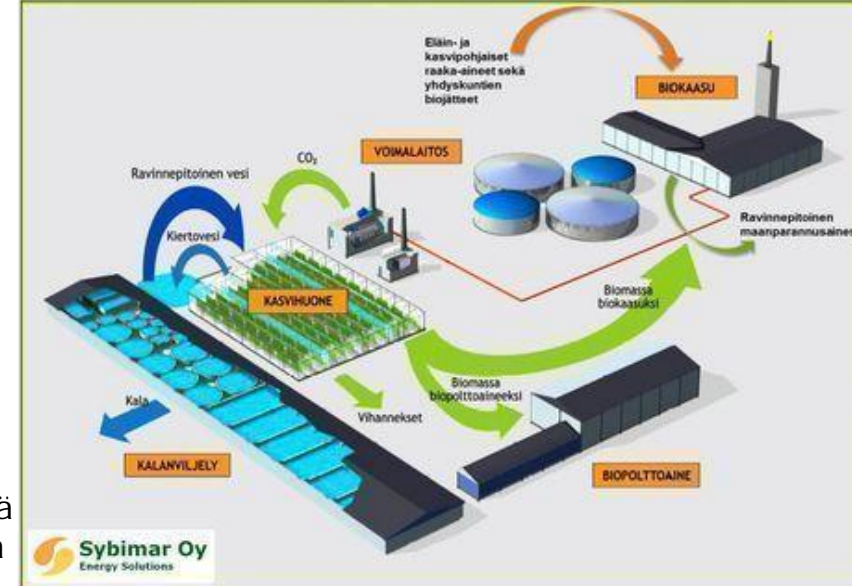 Eläin- ja
kasvipohjaiset
raaka-aineet sekä
yhdyskuntien
biojätteet
BIOKAASU
VOIMALAITOS
CO₂
Ravinnepitoinen vesi
Kiertovesi
Ravinnepitoinen
maanparannusaines
KASVIHUONE
Biomassa
biokaasuksi
Biomassa
biopolttoaineeksi
Kala
Vihannekset
KALANVILJELY
BIOPOLTTOAINE
Sybimar Oy
Energy Solutions